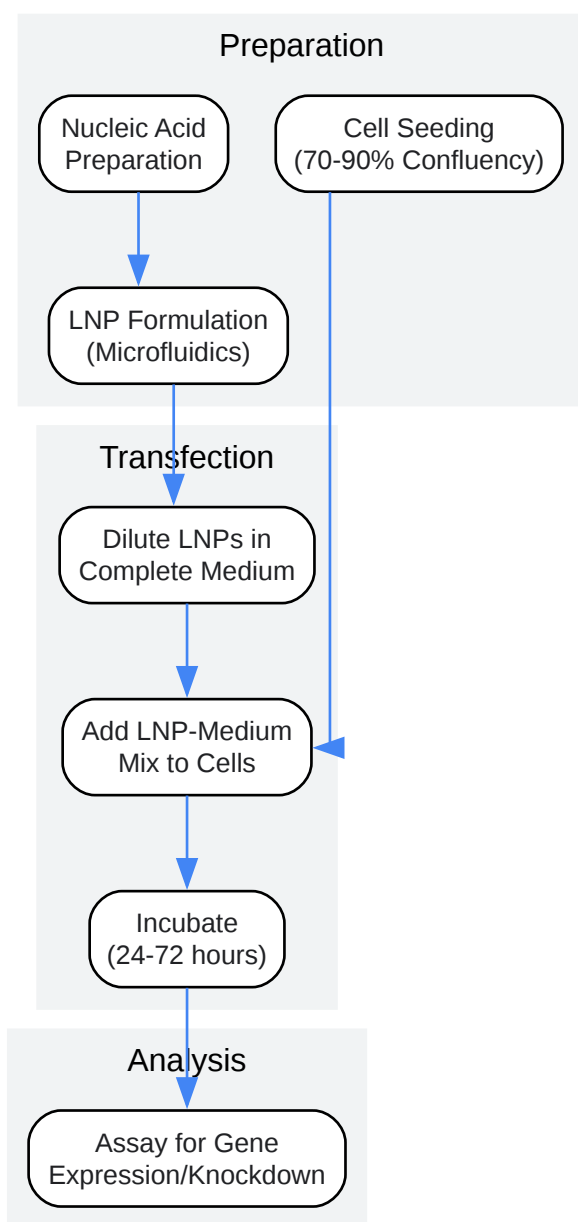 Preparation
Nucleic Acid
Preparation
Cell Seeding
(70-90% Confluency)
LNP Formulation
(Microfluidics)
Transfection
Dilute LNPs in
Complete Medium
Add LNP-Medium
Mix to Cells
Incubate
(24-72 hours)
Analysis
Assay for Gene
Expression/Knockdown